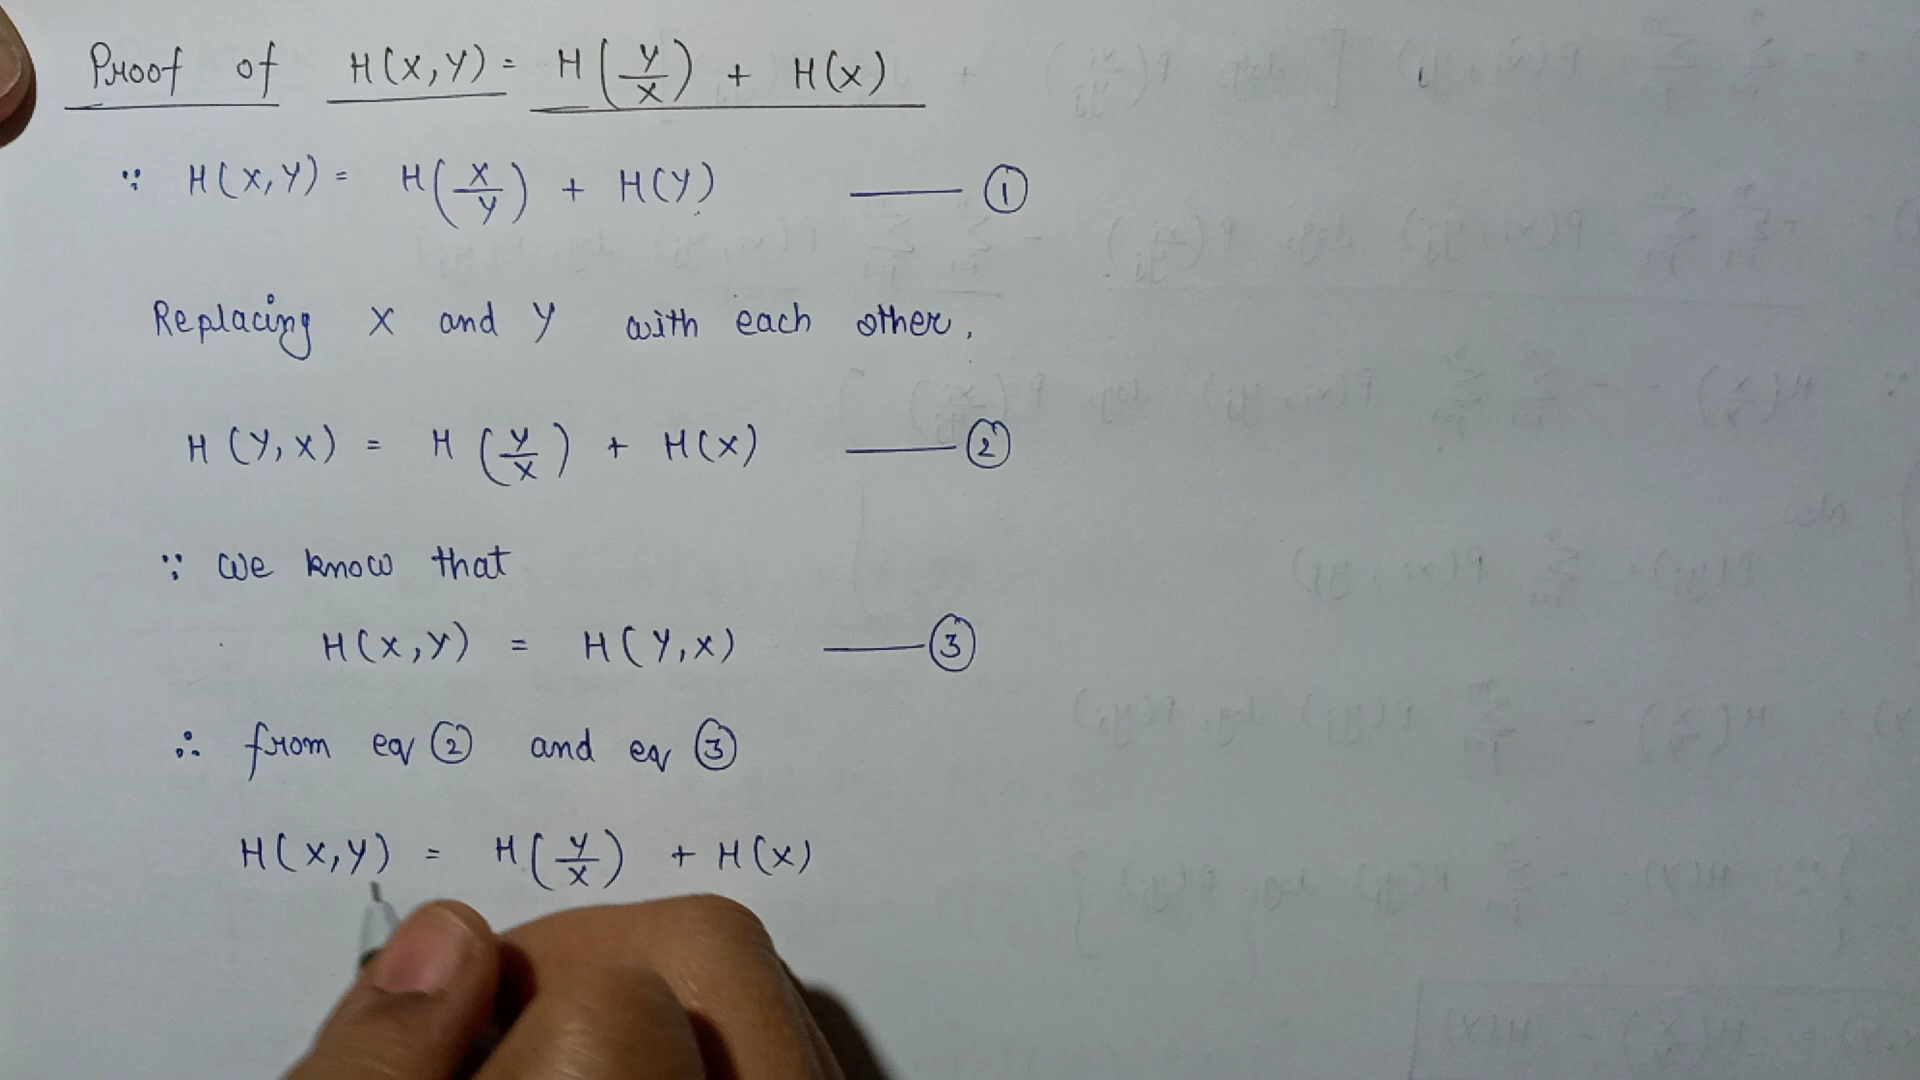 Proof of H(X,Y) = H(Y/X) + H(X)
∵ H(X,Y) = H(X/Y) + H(Y) —— ①
Replacing X and Y with each other,
H(Y,X) = H(Y/X) + H(X) —— ②
∵ we know that
H(X,Y) = H(Y,X) —— ③
∴ from eq ② and eq ③
H(X,Y) = H(Y/X) + H(X)